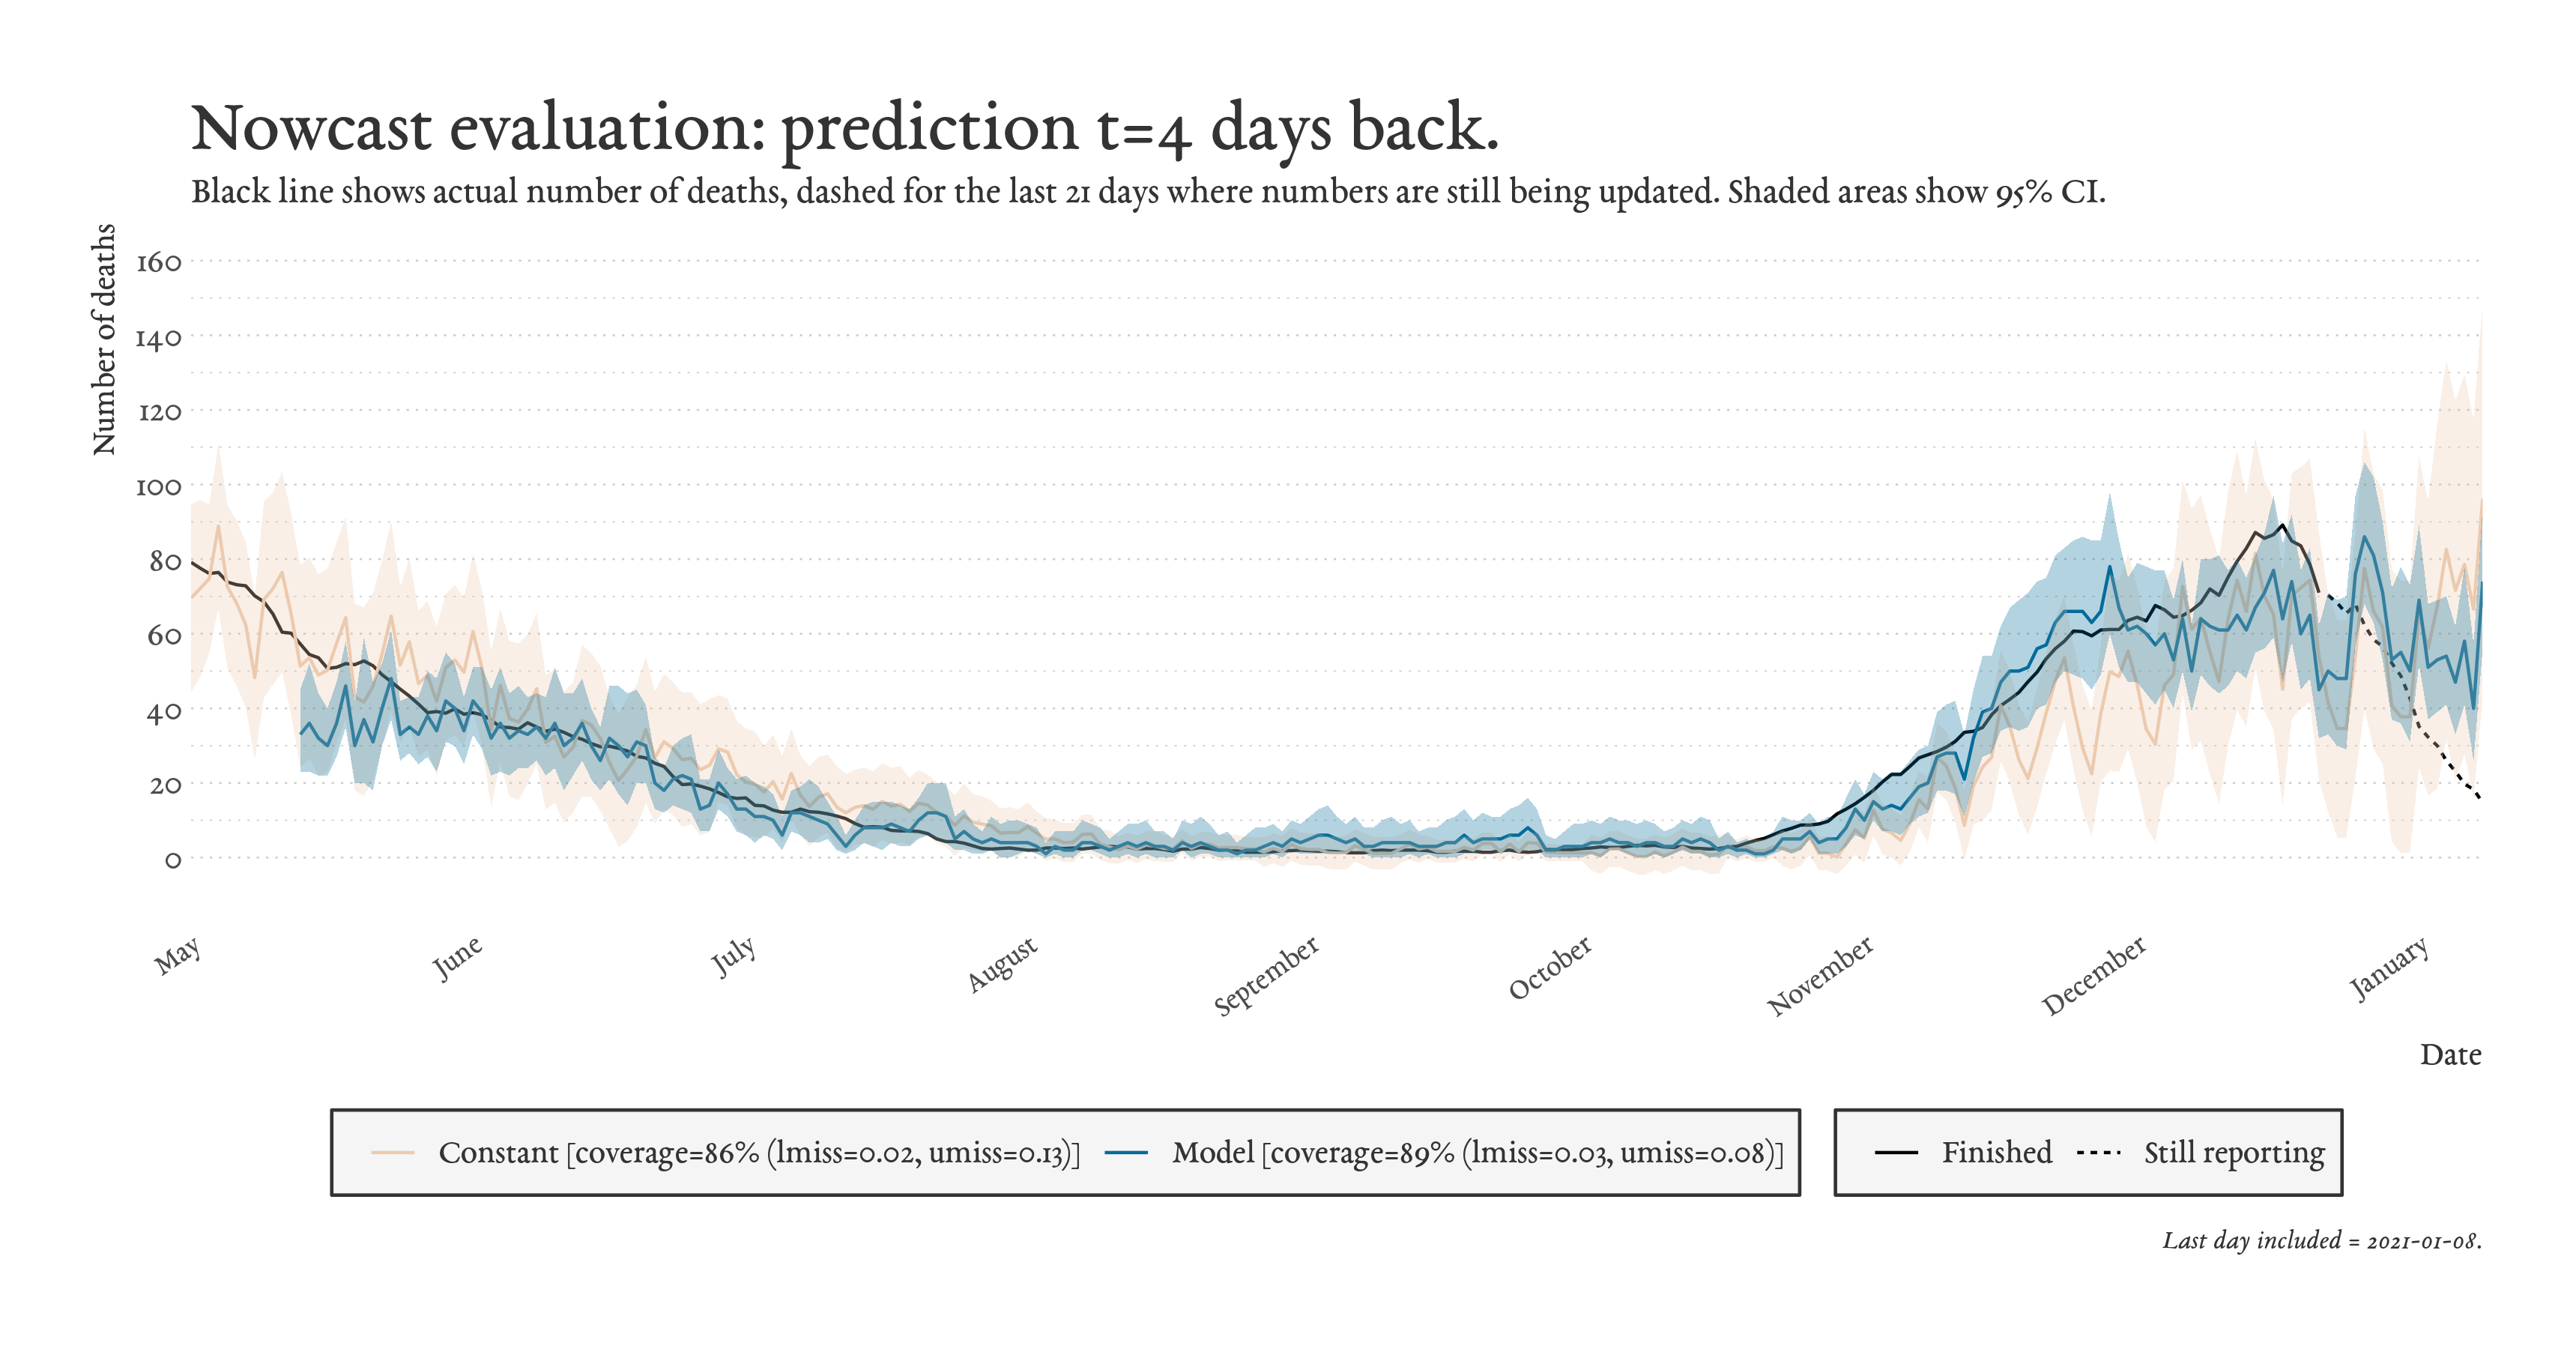 Nowcast evaluation: prediction t=4 days back.
Black line shows actual number of deaths, dashed for the last 21 days where numbers are still being updated. Shaded areas show 95% CI.
Number of deaths
160
140
120
100
80
60
40
20
0
May
June
July
August
September
October
November
December
January
Date
Constant [coverage=86% (lmiss=0.02, umiss=0.13)]
Model [coverage=89% (lmiss=0.03, umiss=0.08)]
Finished
Still reporting
Last day included = 2021-01-08.